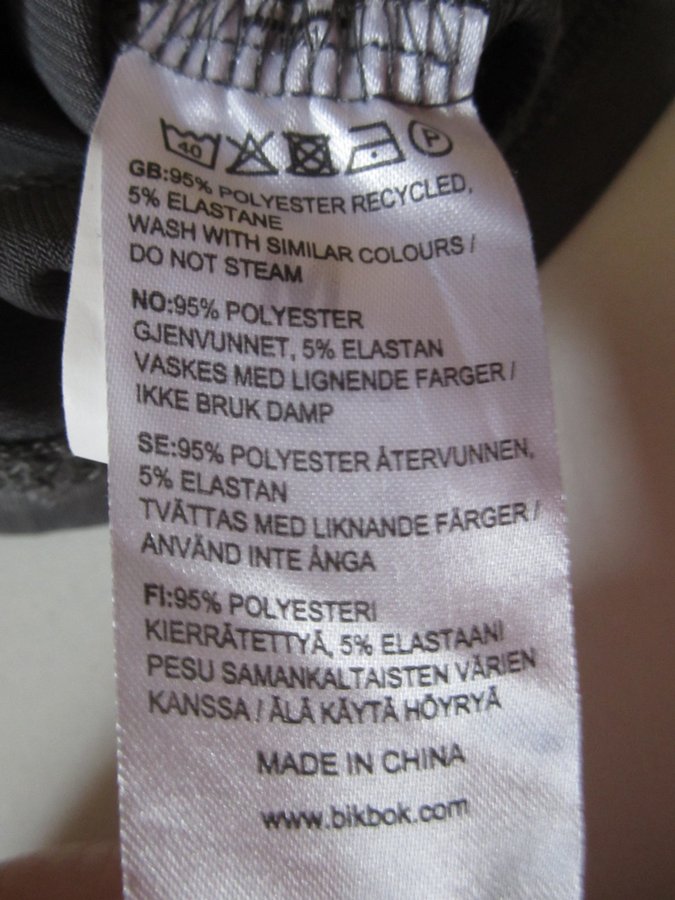 40 P
GB:95% POLYESTER RECYCLED,
5% ELASTANE
WASH WITH SIMILAR COLOURS /
DO NOT STEAM
NO:95% POLYESTER
GJENVUNNET, 5% ELASTAN
VASKES MED LIGNENDE FARGER /
IKKE BRUK DAMP
SE:95% POLYESTER ÅTERVUNNEN,
5% ELASTAN
TVÄTTAS MED LIKNANDE FÄRGER /
ANVÄND INTE ÅNGA
FI:95% POLYESTERI
KIERRÄTETTYÄ, 5% ELASTAANI
PESU SAMANKALTAISTEN VÄRIEN
KANSSA / ÄLÄ KÄYTÄ HÖYRYÄ
MADE IN CHINA
www.bikbok.com